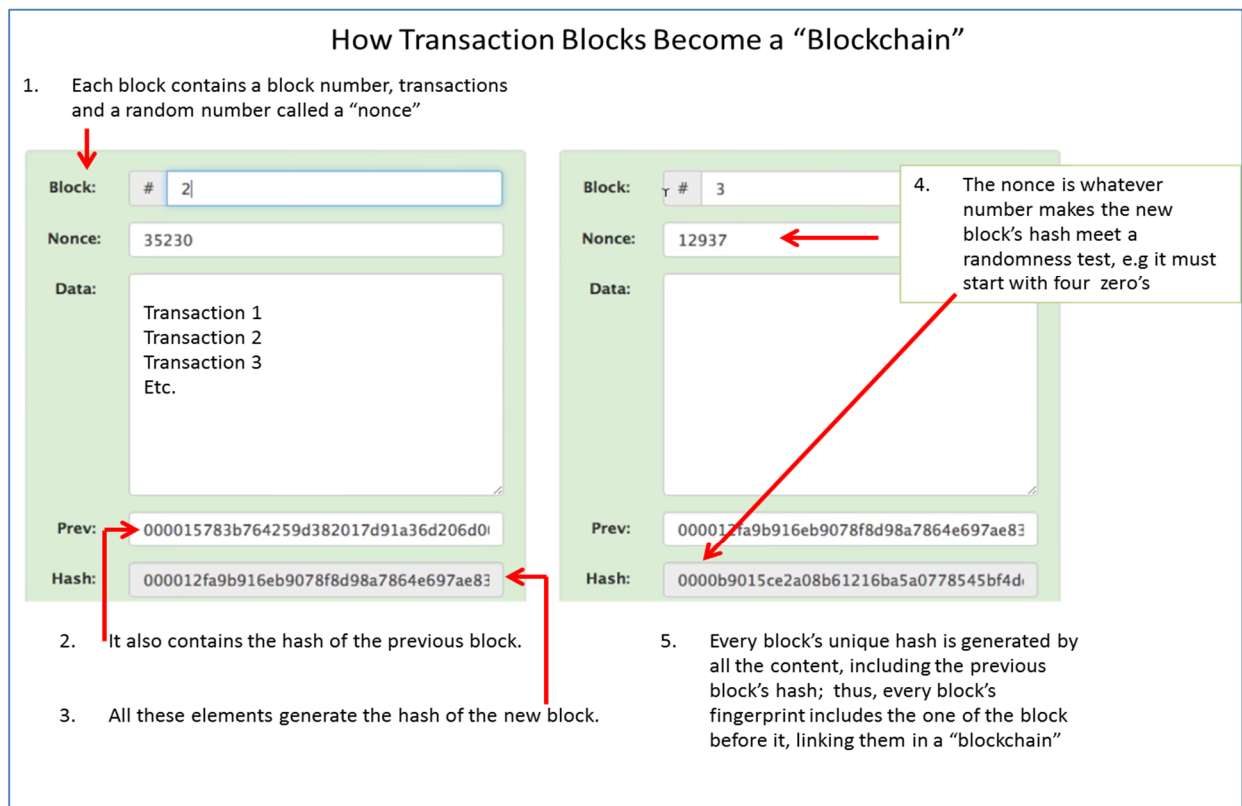 How Transaction Blocks Become a “Blockchain”
1. Each block contains a block number, transactions
and a random number called a “nonce”
Block: # 2
Nonce: 35230
Data:
Transaction 1
Transaction 2
Transaction 3
Etc.
Prev: 000015783b764259d382017d91a36d206d0
Hash: 000012fa9b916eb9078f8d98a7864e697ae83
Block: # 3
Nonce: 12937
Data:
Prev: 000012fa9b916eb9078f8d98a7864e697ae83
Hash: 0000b9015ce2a08b61216ba5a0778545bf4d
4. The nonce is whatever
number makes the new
block’s hash meet a
randomness test, e.g it must
start with four zero’s
2. It also contains the hash of the previous block.
3. All these elements generate the hash of the new block.
5. Every block’s unique hash is generated by
all the content, including the previous
block’s hash; thus, every block’s
fingerprint includes the one of the block
before it, linking them in a “blockchain”